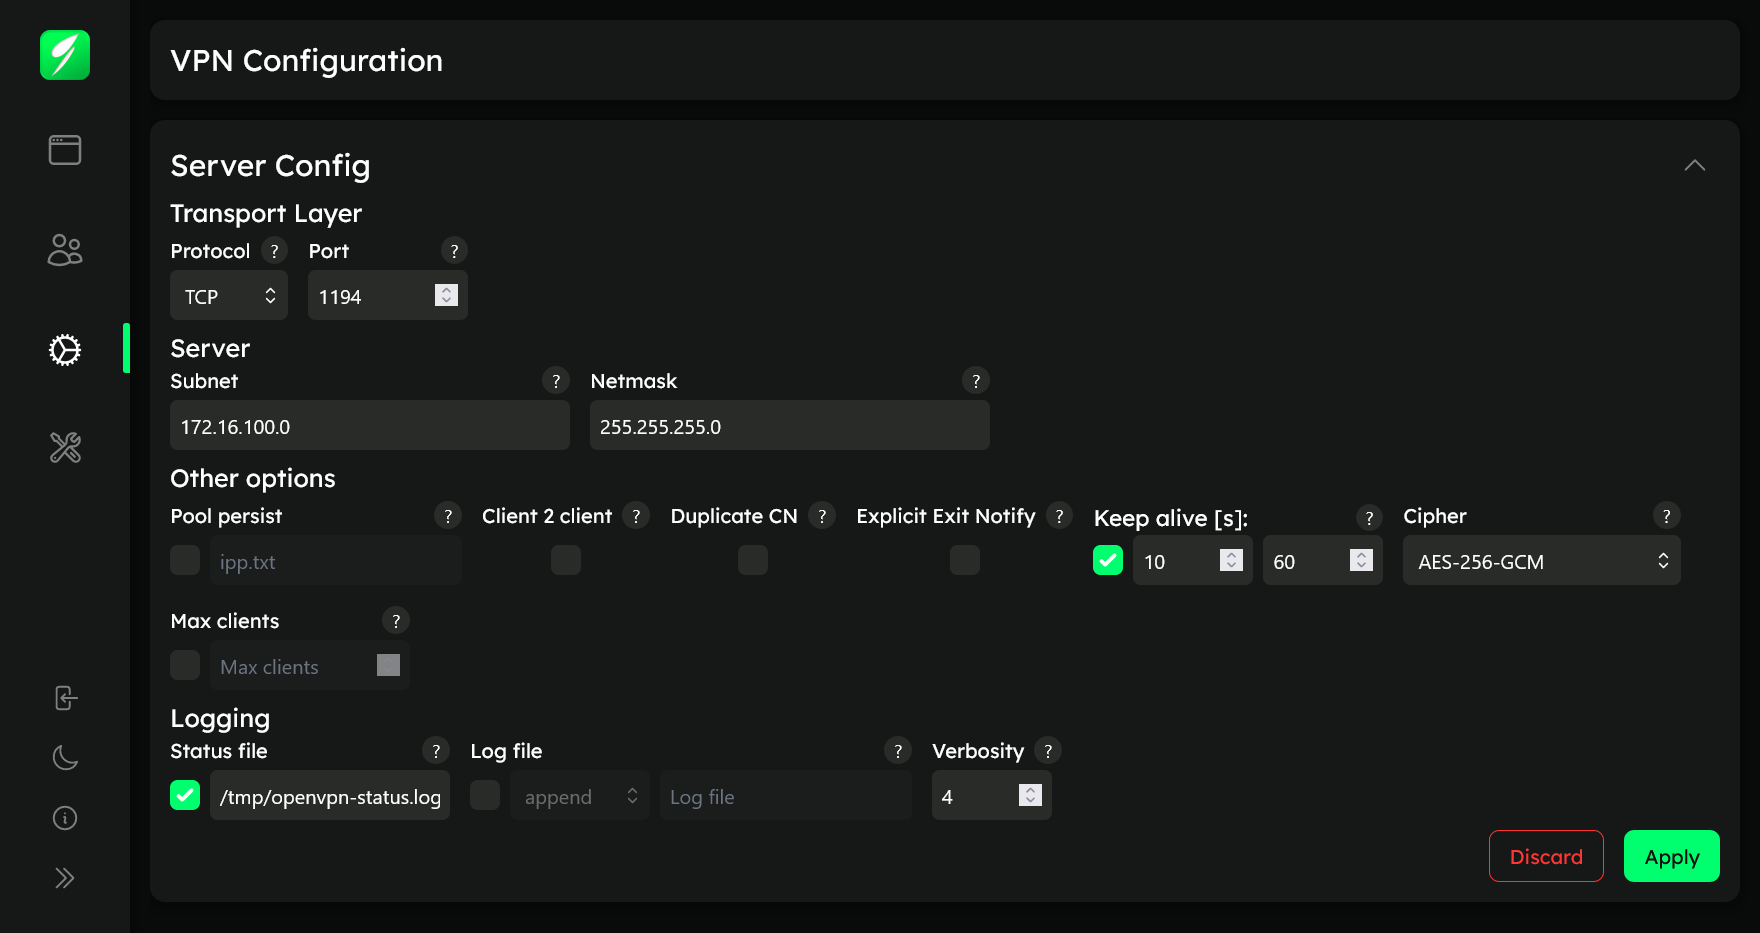 VPN Configuration
Server Config
Transport Layer
Protocol ? Port ?
TCP 1194
Server
Subnet ? Netmask ?
172.16.100.0 255.255.255.0
Other options
Pool persist ? Client 2 client ? Duplicate CN ? Explicit Exit Notify ? Keep alive [s]: ? Cipher ?
ipp.txt 10 60 AES-256-GCM
Max clients ?
Max clients
Logging
Status file ? Log file ? Verbosity ?
/tmp/openvpn-status.log append Log file 4
Discard Apply